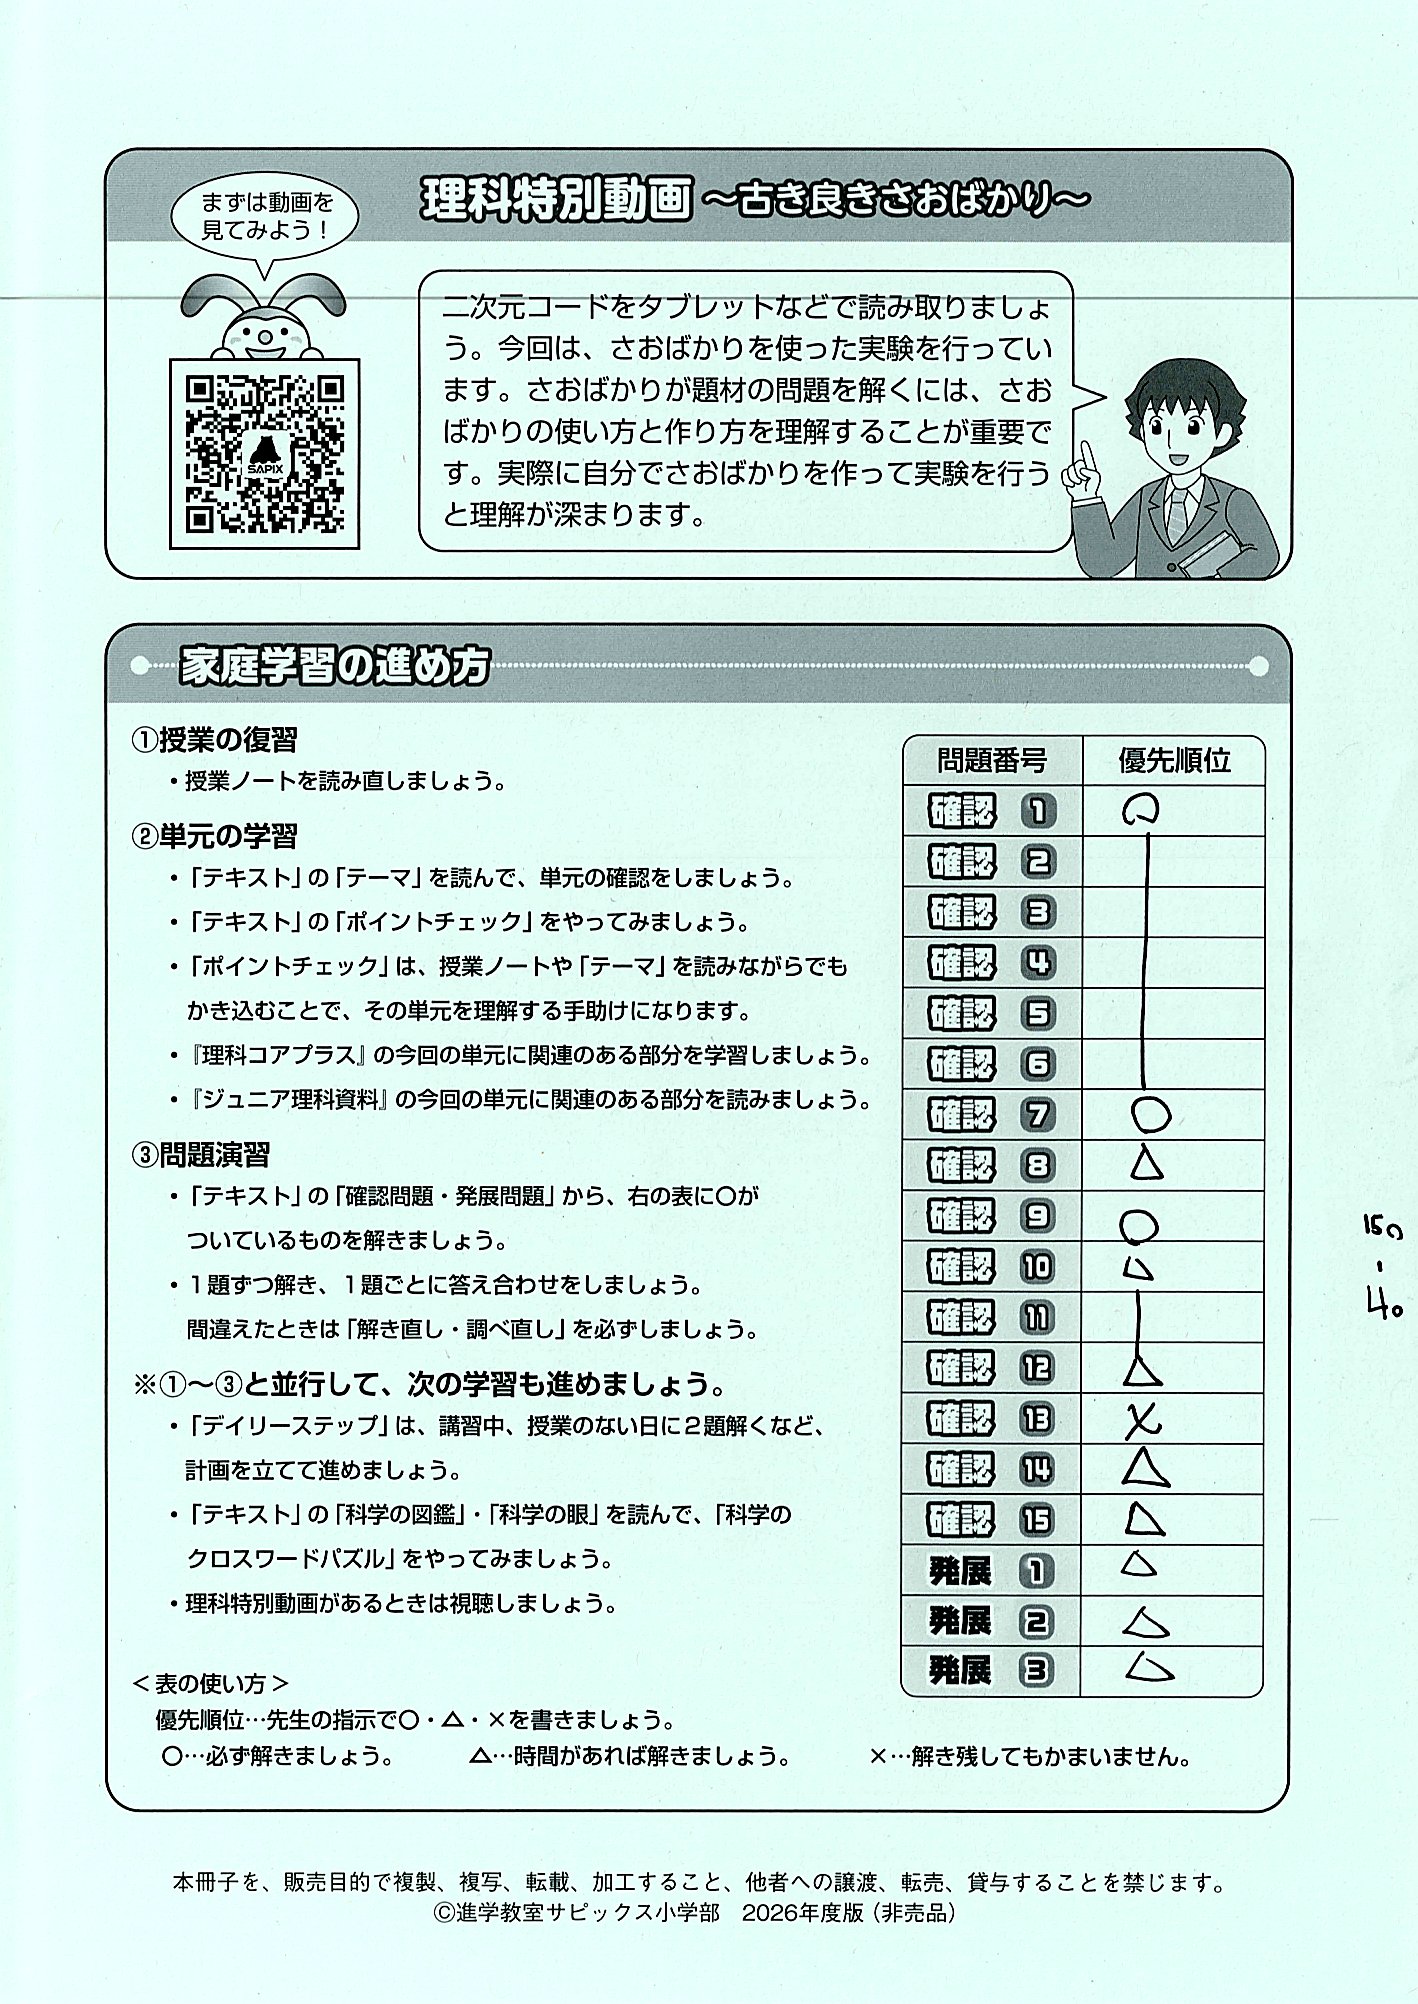 まずは動画を
見てみよう！
理科特別動画 ～古き良きさおばかり～
二次元コードをタブレットなどで読み取りましょ
う。今回は、さおばかりを使った実験を行ってい
ます。さおばかりが題材の問題を解くには、さお
ばかりの使い方と作り方を理解することが重要で
す。実際に自分でさおばかりを作って実験を行う
と理解が深まります。
SAPIX
家庭学習の進め方
①授業の復習
・授業ノートを読み直しましょう。
②単元の学習
・「テキスト」の「テーマ」を読んで、単元の確認をしましょう。
・「テキスト」の「ポイントチェック」をやってみましょう。
・「ポイントチェック」は、授業ノートや「テーマ」を読みながらでも
かき込むことで、その単元を理解する手助けになります。
・『理科コアプラス』の今回の単元に関連のある部分を学習しましょう。
・『ジュニア理科資料』の今回の単元に関連のある部分を読みましょう。
③問題演習
・「テキスト」の「確認問題・発展問題」から、右の表に〇が
ついているものを解きましょう。
・１題ずつ解き、１題ごとに答え合わせをしましょう。
間違えたときは「解き直し・調べ直し」を必ずしましょう。
※①～③と並行して、次の学習も進めましょう。
・「デイリーステップ」は、講習中、授業のない日に２題解くなど、
計画を立てて進めましょう。
・「テキスト」の「科学の図鑑」・「科学の眼」を読んで、「科学の
クロスワードパズル」をやってみましょう。
・理科特別動画があるときは視聴しましょう。
問題番号 優先順位
確認 1 〇
確認 2
確認 3
確認 4
確認 5
確認 6
確認 7 〇
確認 8 △
確認 9 〇
確認 10 △
確認 11
確認 12 △
確認 13 ×
確認 14 △
確認 15 △
発展 1 △
発展 2 △
発展 3 △
150
-
40
＜表の使い方＞
優先順位…先生の指示で〇・△・×を書きましょう。
〇…必ず解きましょう。 △…時間があれば解きましょう。 ×…解き残してもかまいません。
本冊子を、販売目的で複製、複写、転載、加工すること、他者への譲渡、転売、貸与することを禁じます。
©進学教室サピックス小学部 2026年度版（非売品）